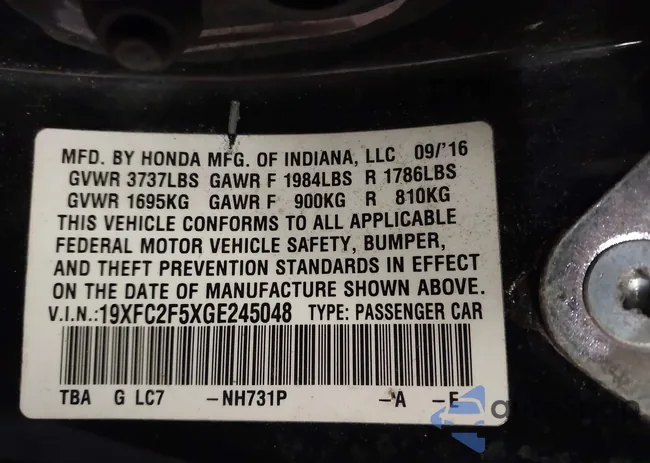 MFD. BY HONDA MFG. OF INDIANA, LLC 09/'16
GVWR 3737LBS GAWR F 1984LBS R 1786LBS
GVWR 1695KG GAWR F 900KG R 810KG
THIS VEHICLE CONFORMS TO ALL APPLICABLE
FEDERAL MOTOR VEHICLE SAFETY, BUMPER,
AND THEFT PREVENTION STANDARDS IN EFFECT
ON THE DATE OF MANUFACTURE SHOWN ABOVE.
V.I.N.:19XFC2F5XGE245048 TYPE: PASSENGER CAR
TBA G LC7 -NH731P -A -E